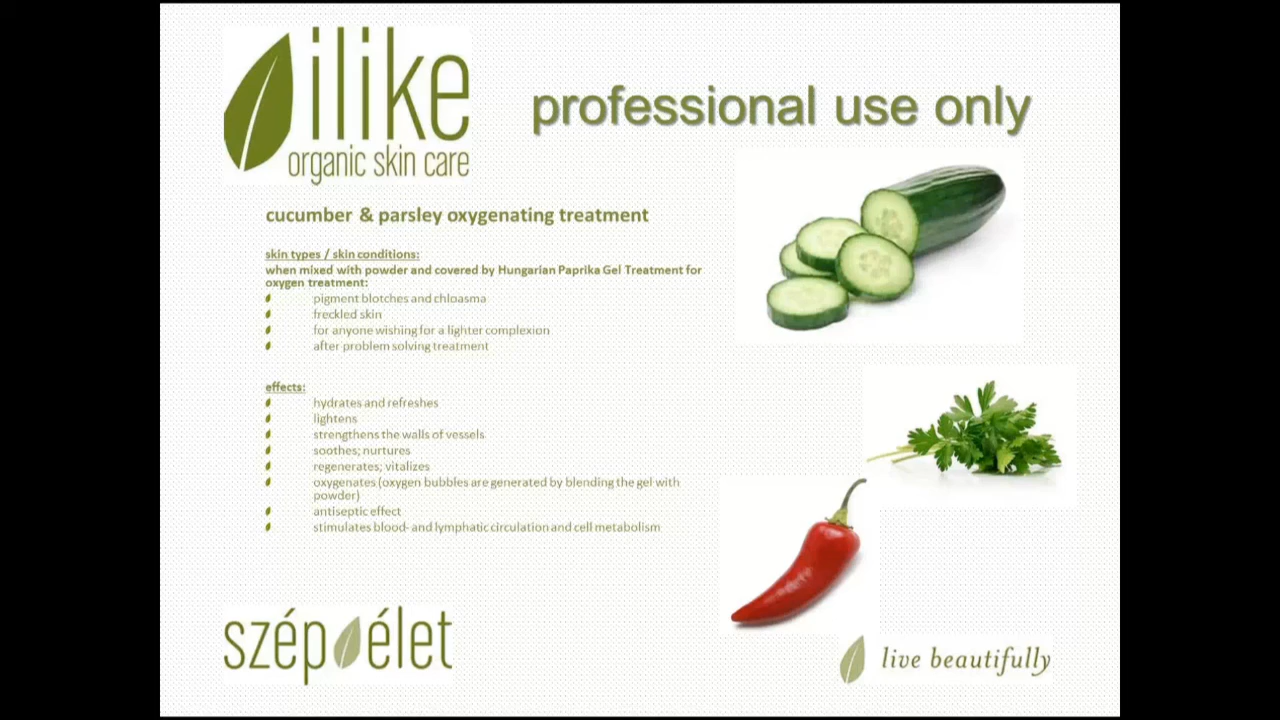 ilike
organic skin care
professional use only
cucumber & parsley oxygenating treatment
skin types / skin conditions:
when mixed with powder and covered by Hungarian Paprika Gel Treatment for
oxygen treatment:
pigment blotches and chloasma
freckled skin
for anyone wishing for a lighter complexion
after problem solving treatment
effects:
hydrates and refreshes
lightens
strengthens the walls of vessels
soothes; nurtures
regenerates; vitalizes
oxygenates (oxygen bubbles are generated by blending the gel with
powder)
antiseptic effect
stimulates blood- and lymphatic circulation and cell metabolism
szép élet
live beautifully